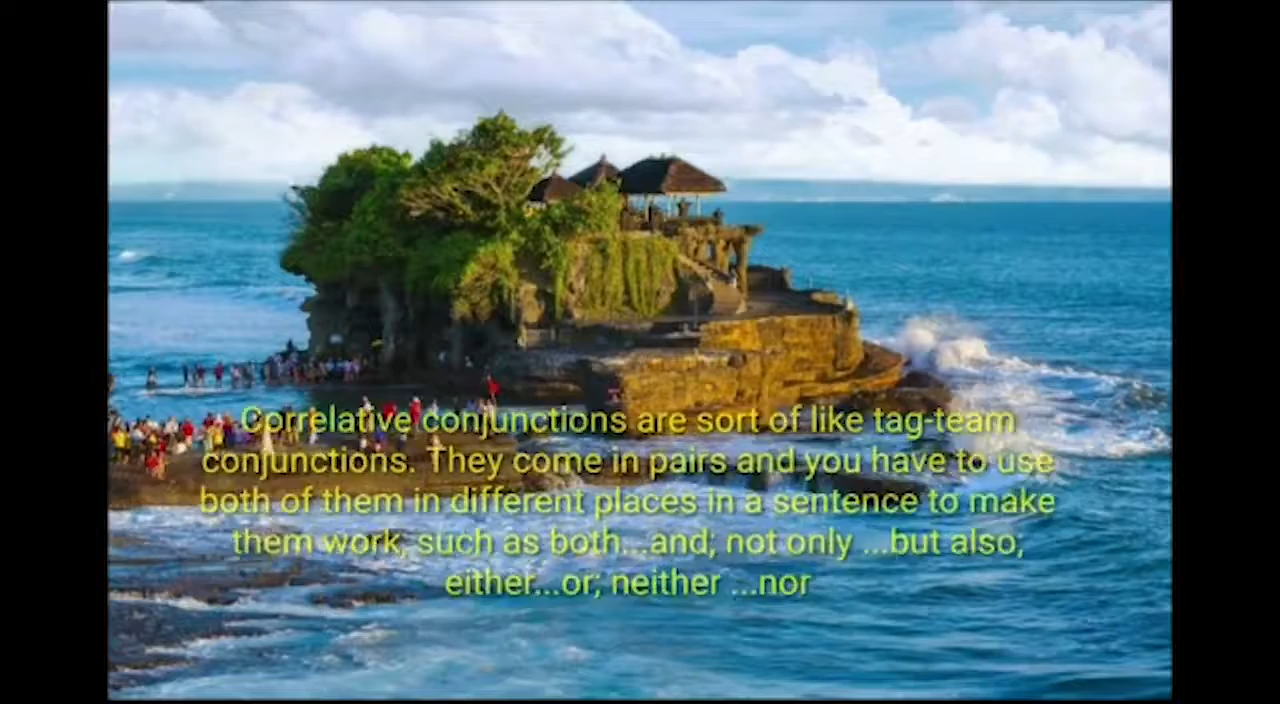 Correlative conjunctions are sort of like tag-team
conjunctions. They come in pairs and you have to use
both of them in different places in a sentence to make
them work, such as both...and; not only ...but also,
either...or; neither ...nor